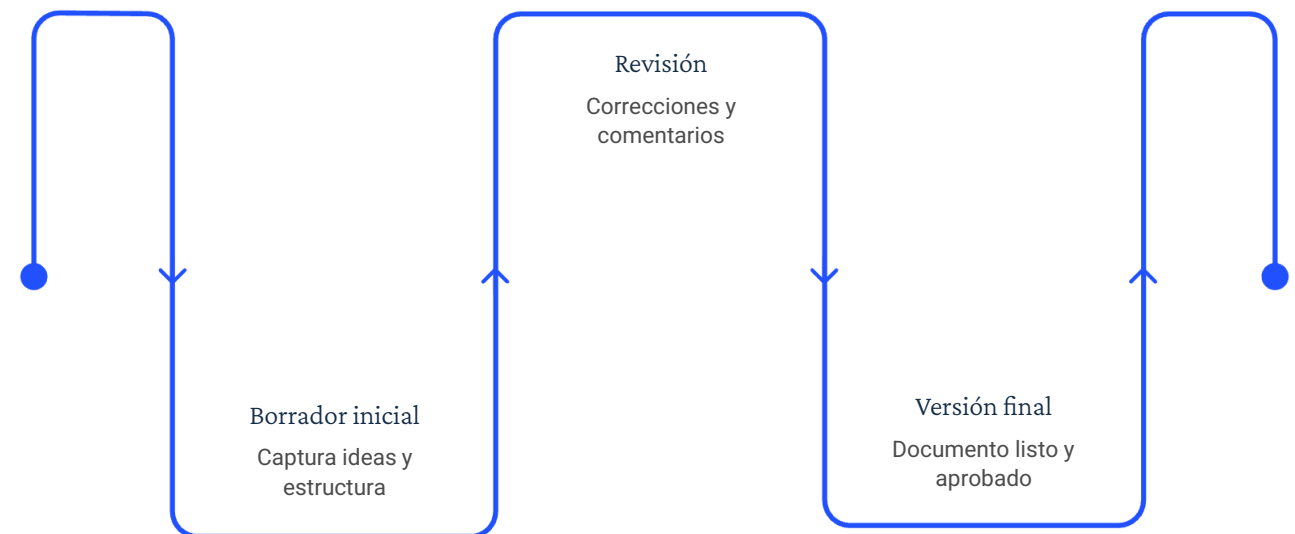 Borrador inicial
Captura ideas y
estructura
Revisión
Correcciones y
comentarios
Versión final
Documento listo y
aprobado